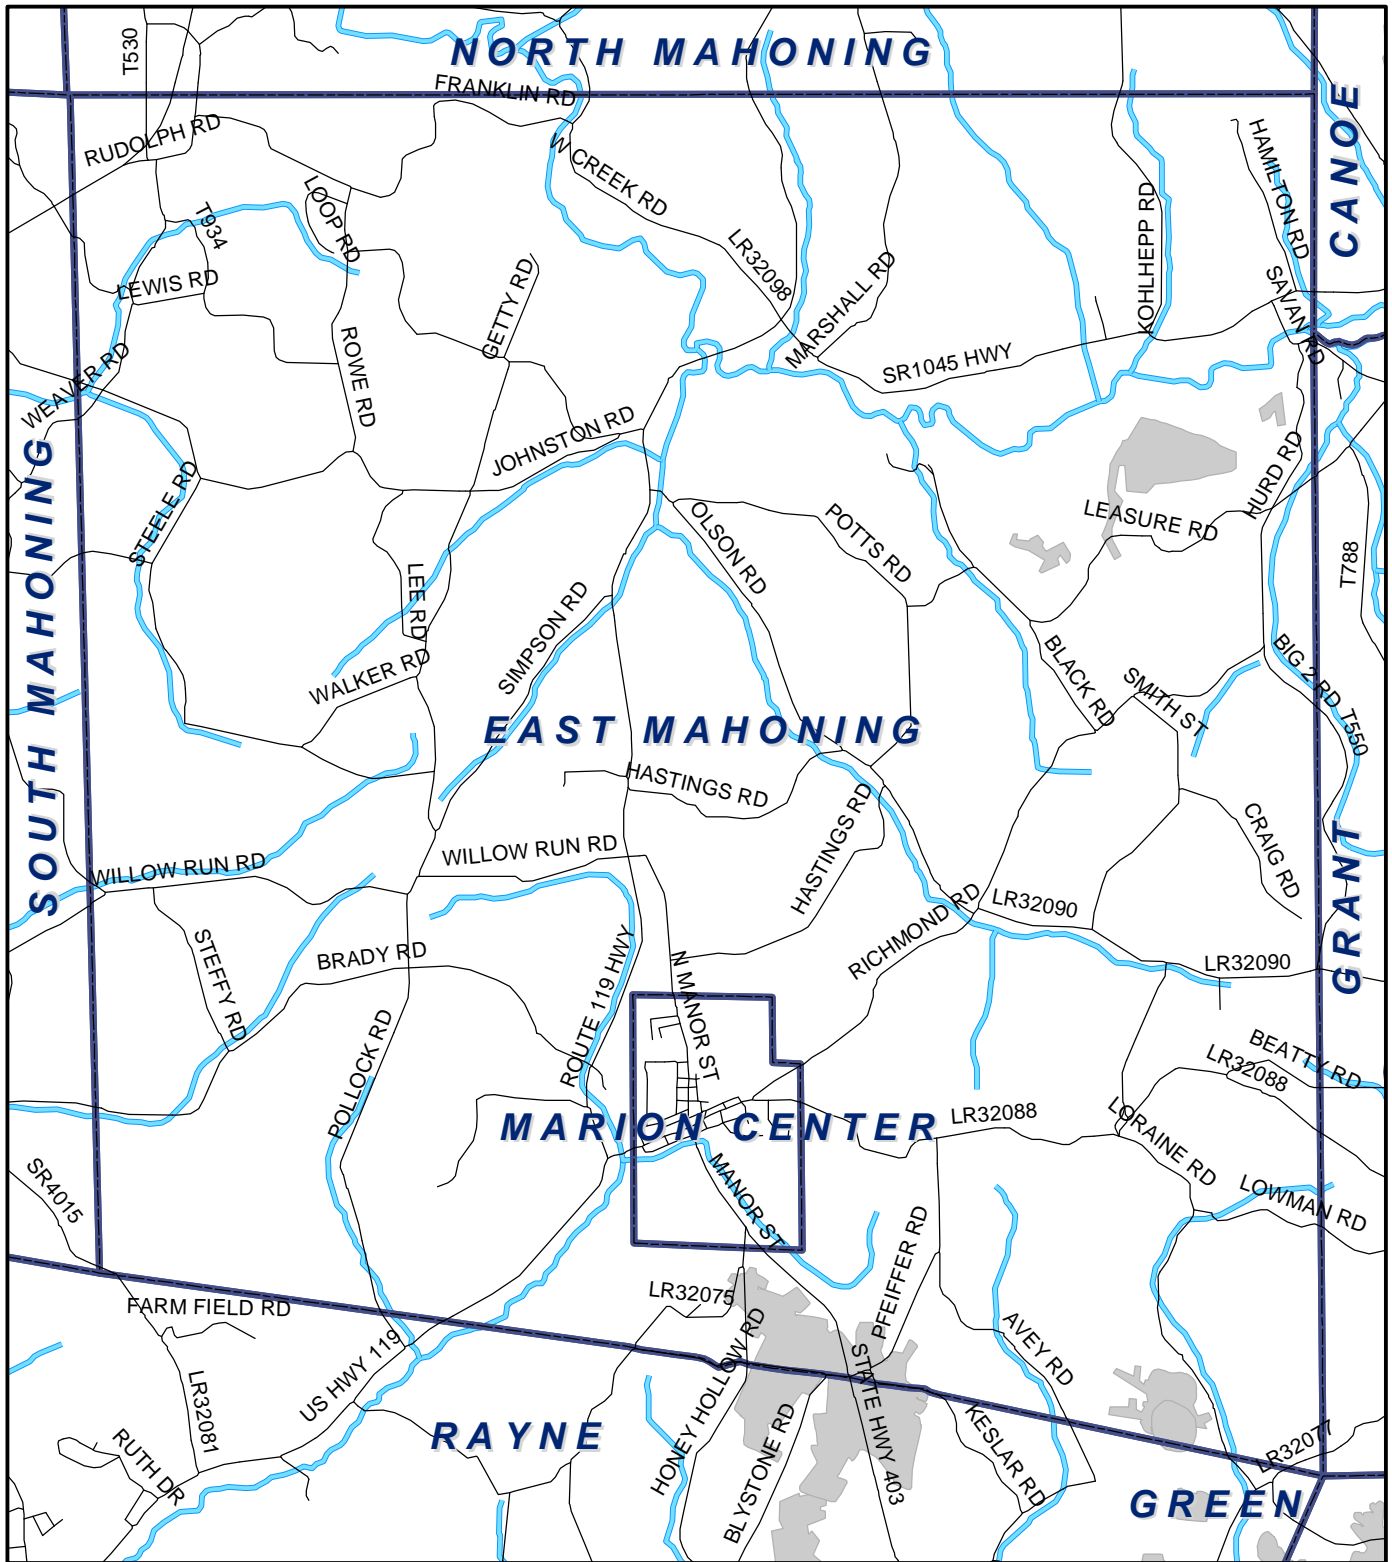 NORTH MAHONING
T530
FRANKLIN RD
CANOE
RUDOLPH RD
HAMILTON RD
W CREEK RD
LOOP RD
T934
KOHLHEPP RD
LR32098
MARSHALL RD
LEWIS RD
GETTY RD
SAVAN RD
ROWE RD
WEAVER RD
SR1045 HWY
JOHNSTON RD
SOUTH MAHONING
STEELE RD
HURD RD
OLSON RD
POTTS RD
LEASURE RD
T788
LEE RD
SIMPSON RD
WALKER RD
BLACK RD
SMITH ST
BIG 2 RD T550
EAST MAHONING
HASTINGS RD
HASTINGS RD
CRAIG RD
GRANT
WILLOW RUN RD
WILLOW RUN RD
RICHMOND RD
LR32090
STEFFY RD
BRADY RD
N MANOR ST
LR32090
ROUTE 119 HWY
POLLOCK RD
BEATTY RD
LR32088
MARION CENTER
LR32088
LORAINE RD
SR4015
MANOR ST
LOWMAN RD
PFEIFFER RD
LR32075
FARM FIELD RD
AVEY RD
US HWY 119
HONEY HOLLOW RD
STATE HWY 403
LR32081
RAYNE
BLYSTONE RD
KESLAR RD
LR32077
RUTH DR
GREEN